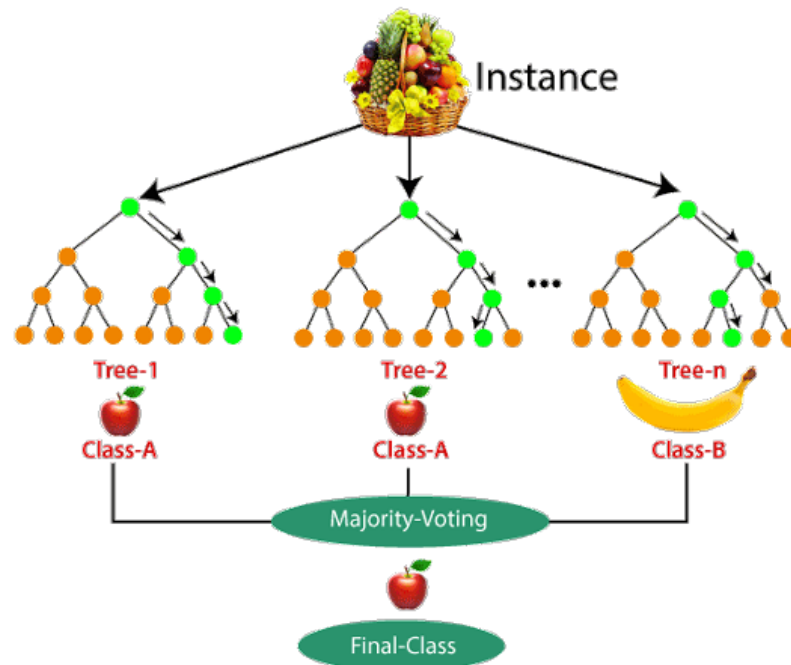 Instance
...
Tree-1
Tree-2
Tree-n
Class-A
Class-A
Class-B
Majority-Voting
Final-Class